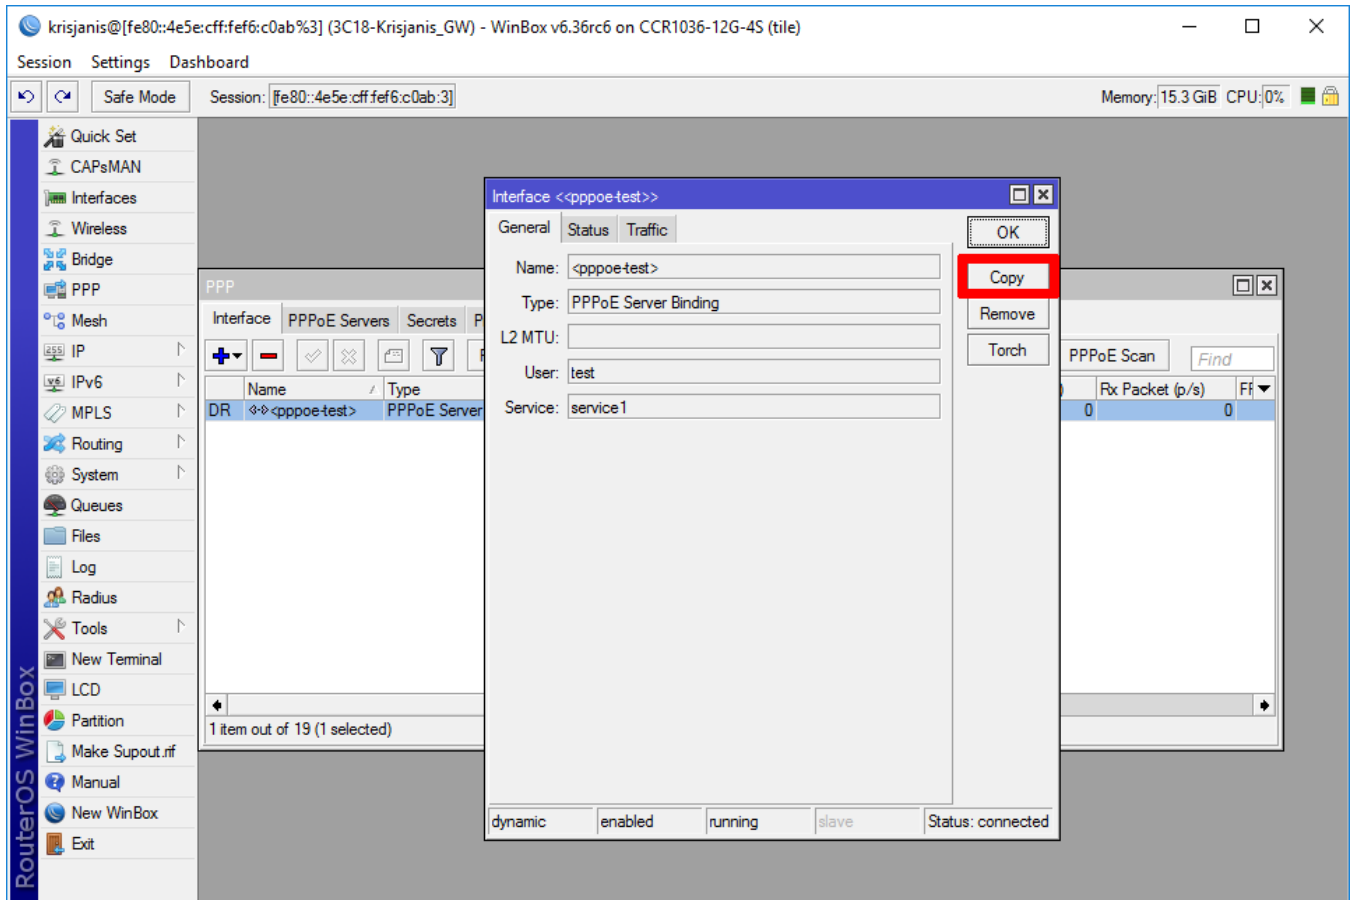 krisjanis@[fe80::4e5e:cff:fef6:c0ab%3] (3C18-Krisjanis_GW) - WinBox v6.36rc6 on CCR1036-12G-4S (tile)
Session Settings Dashboard
Safe Mode Session: [fe80::4e5e:cff:fef6:c0ab:3] Memory: 15.3 GiB CPU: 0%
Quick Set
CAPsMAN
Interfaces
Wireless
Bridge
PPP
Mesh
IP
IPv6
MPLS
Routing
System
Queues
Files
Log
Radius
Tools
New Terminal
LCD
Partition
Make Supout.rif
Manual
New WinBox
Exit
RouterOS WinBox
PPP
Interface PPPoE Servers Secrets
PPPoE Scan Find
Name Type Rx Packet (p/s)
DR <pppoe-test> PPPoE Server 0 0
1 item out of 19 (1 selected)
Interface <<pppoe-test>>
General Status Traffic
Name: <pppoe-test>
Type: PPPoE Server Binding
L2 MTU:
User: test
Service: service1
OK
Copy
Remove
Torch
dynamic enabled running slave Status: connected